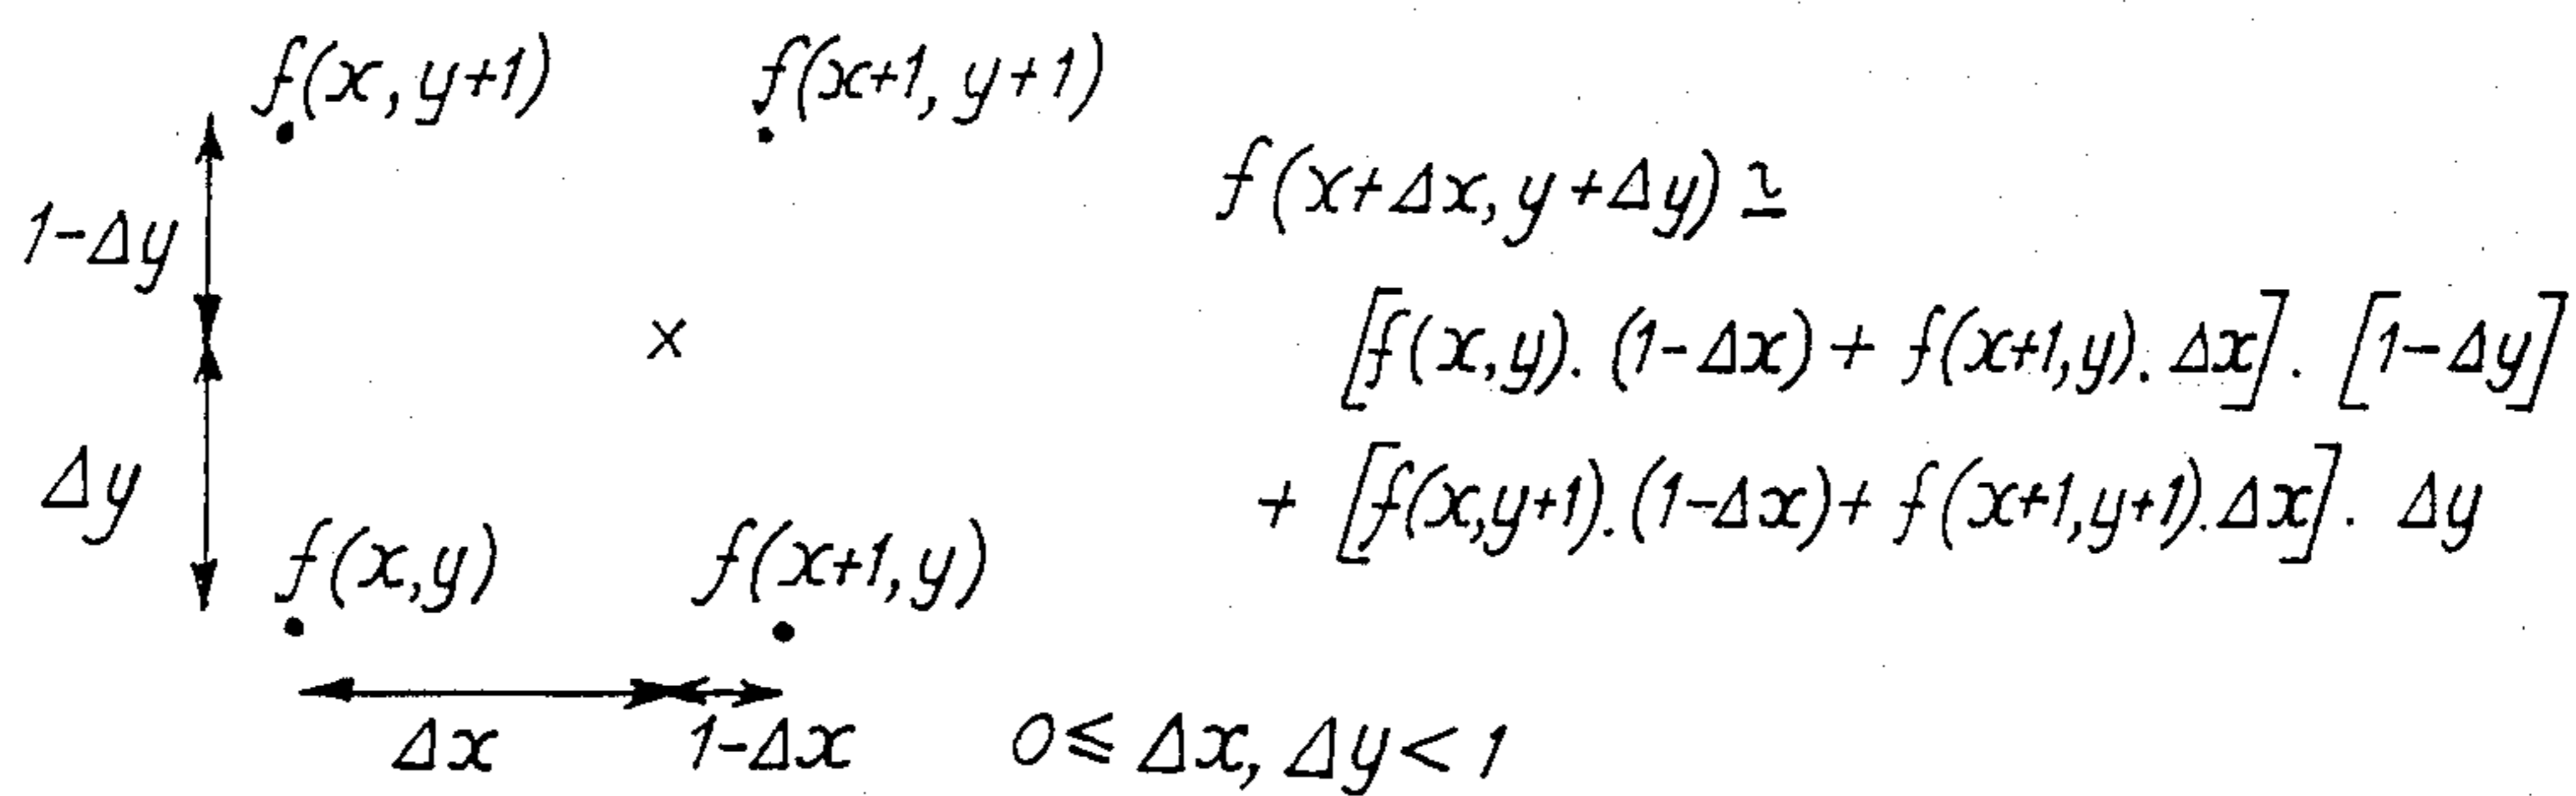 f(x, y+1)
f(x+1, y+1)
1-Δy
Δy
f(x,y)
f(x+1, y)
Δx
1-Δx
0 ≤ Δx, Δy < 1
f(x+Δx, y+Δy) ≃
[f(x,y). (1-Δx) + f(x+1,y). Δx] . [1-Δy]
+ [f(x,y+1).(1-Δx)+ f(x+1,y+1).Δx] . Δy